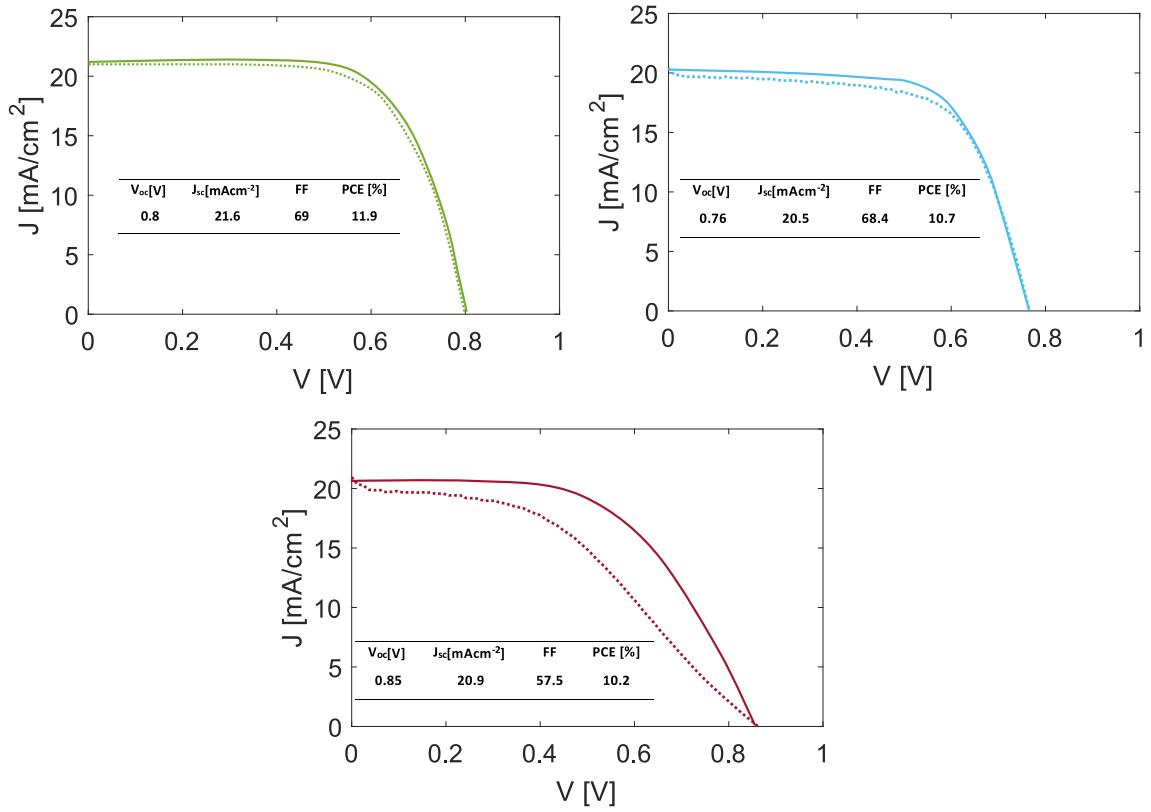 25
20
15
10
5
0
J [mA/cm²]
Voc[V] Jsc[mAcm-2] FF PCE [%]
0.8 21.6 69 11.9
0 0.2 0.4 0.6 0.8 1
V [V]
25
20
15
10
5
0
J [mA/cm²]
Voc[V] Jsc[mAcm-2] FF PCE [%]
0.76 20.5 68.4 10.7
0 0.2 0.4 0.6 0.8 1
V [V]
25
20
15
10
5
0
J [mA/cm²]
Voc[V] Jsc[mAcm-2] FF PCE [%]
0.85 20.9 57.5 10.2
0 0.2 0.4 0.6 0.8 1
V [V]